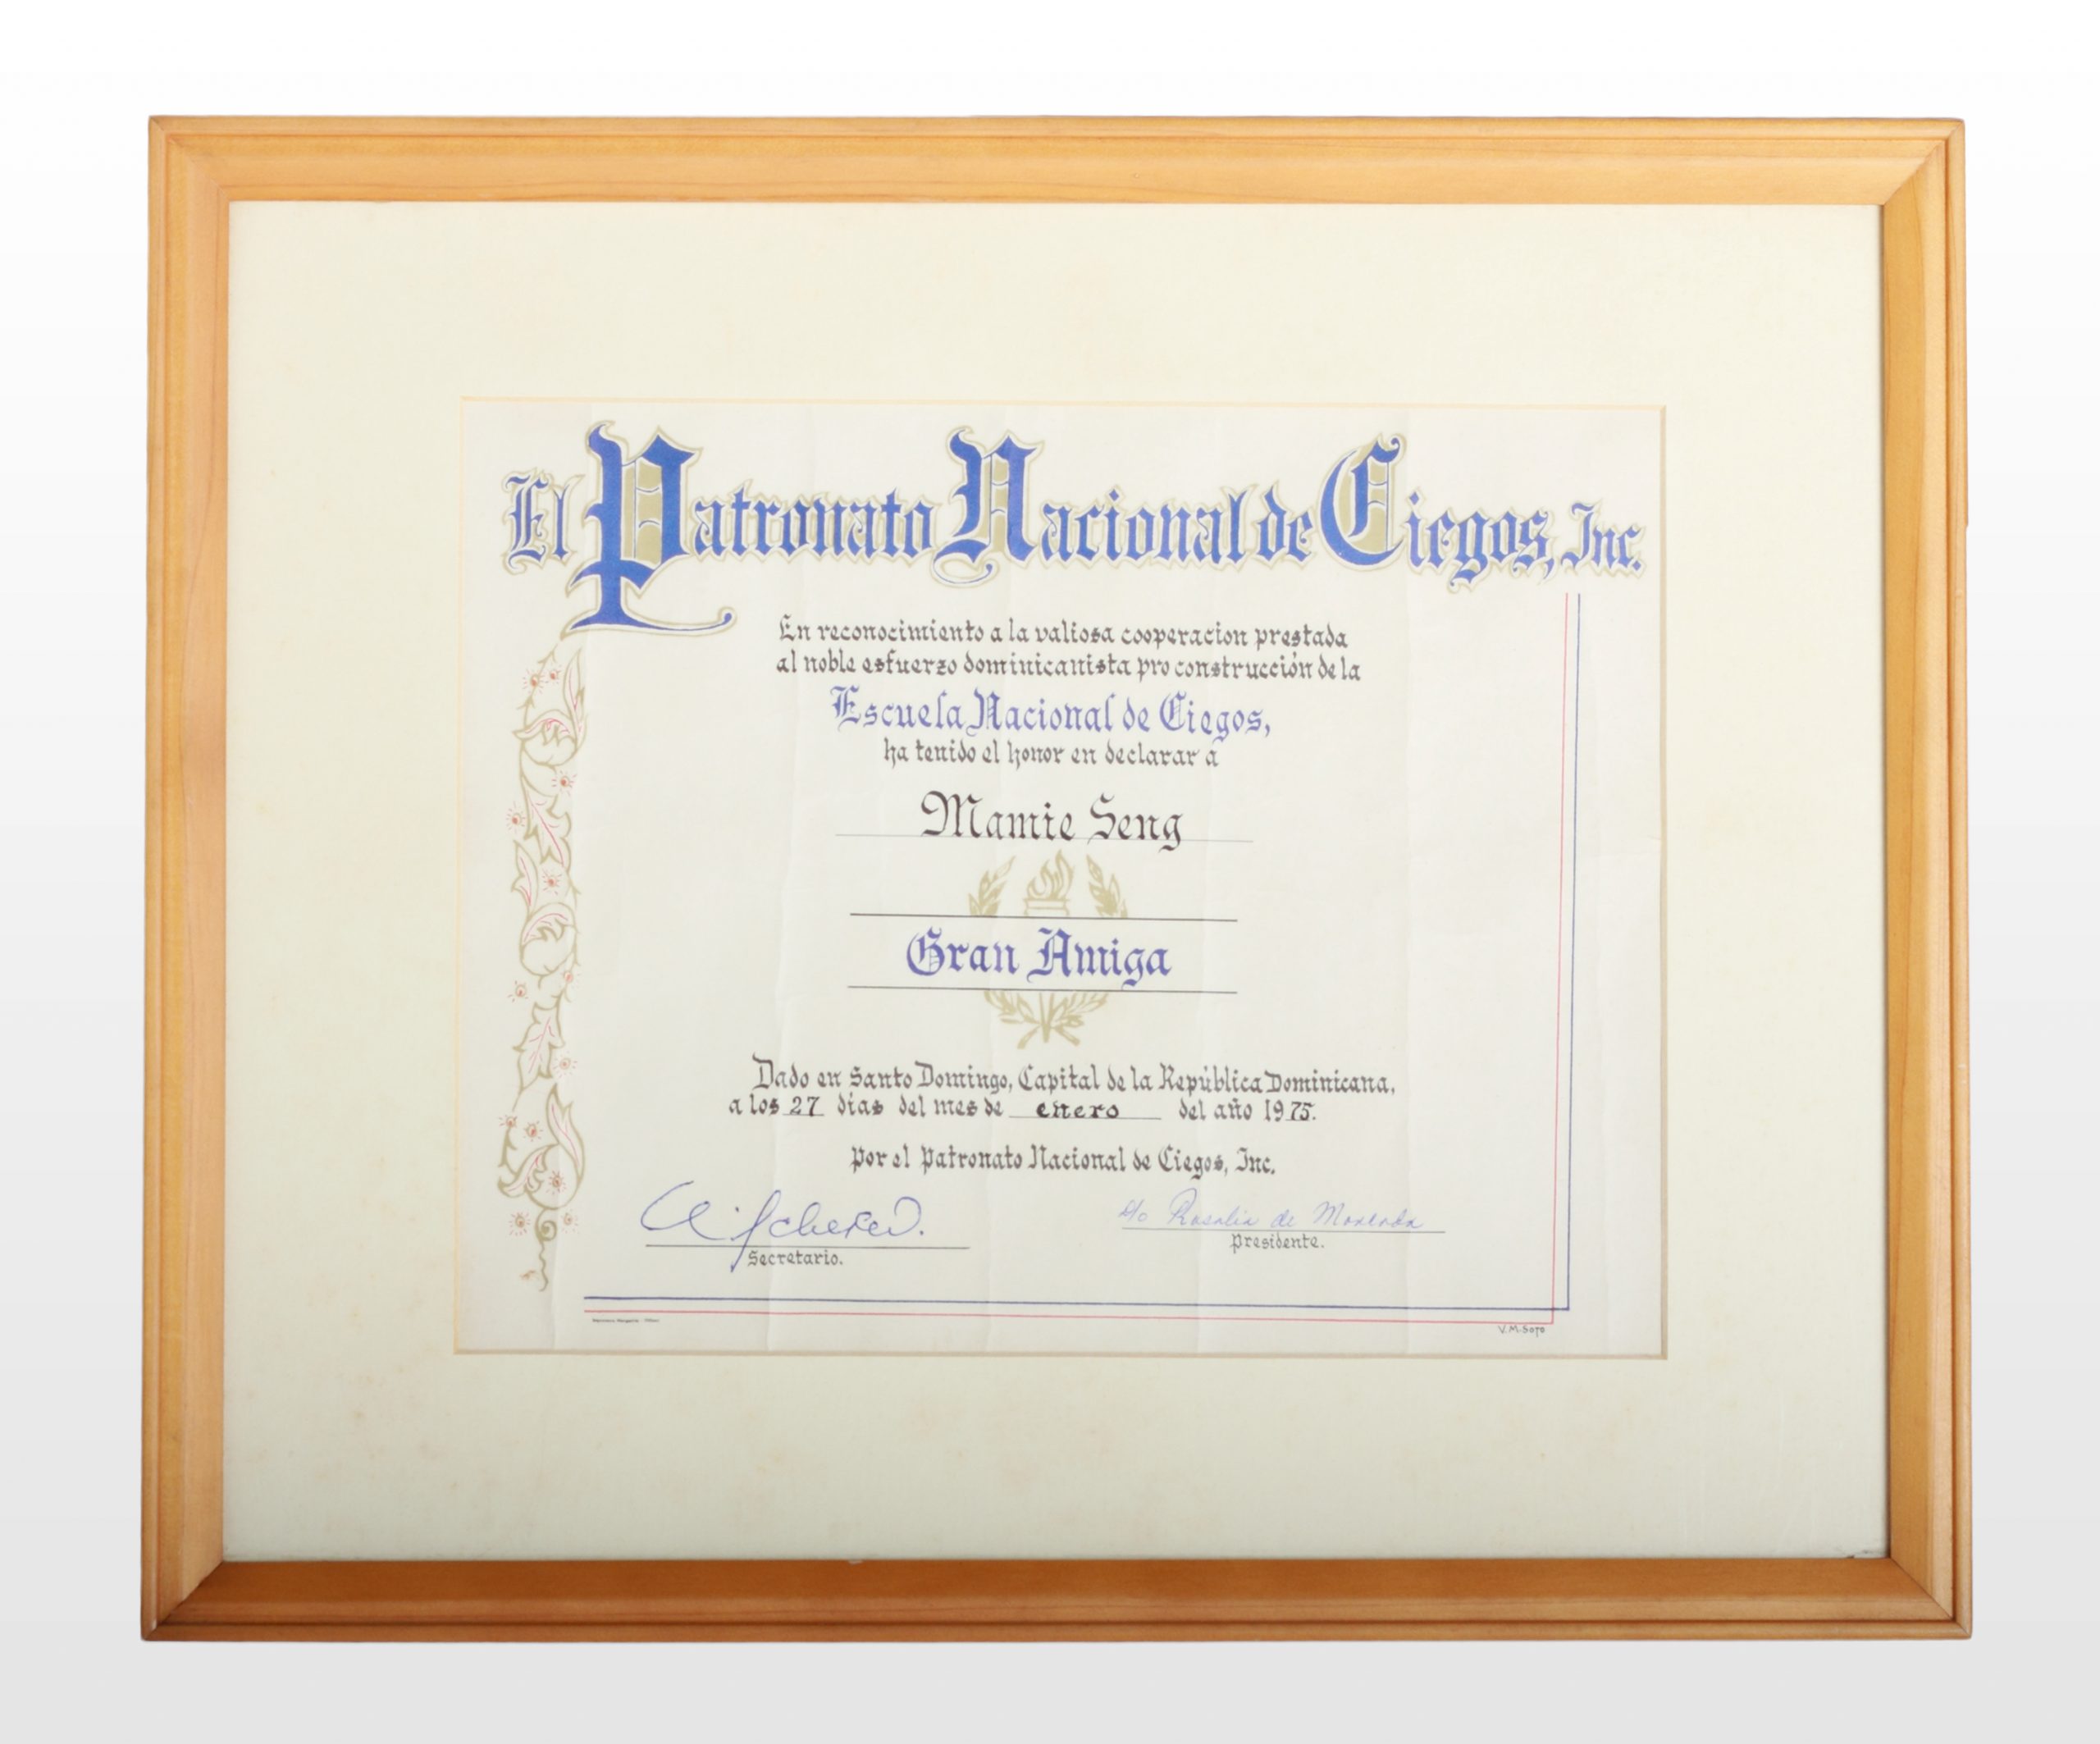 El Patronato Nacional de Ciegos, Inc.
En reconocimiento a la valiosa cooperacion prestada
al noble esfuerzo dominicanista pro construcción de la
Escuela Nacional de Ciegos,
ha tenido el honor en declarar a
Mamie Seng
Gran Amiga
Dado en Santo Domingo, Capital de la República Dominicana,
a los 27 días del mes de enero del año 1975.
Por el Patronato Nacional de Ciegos, Inc.
Rosalia de
Secretario.
Presidente.
V.M.Soto